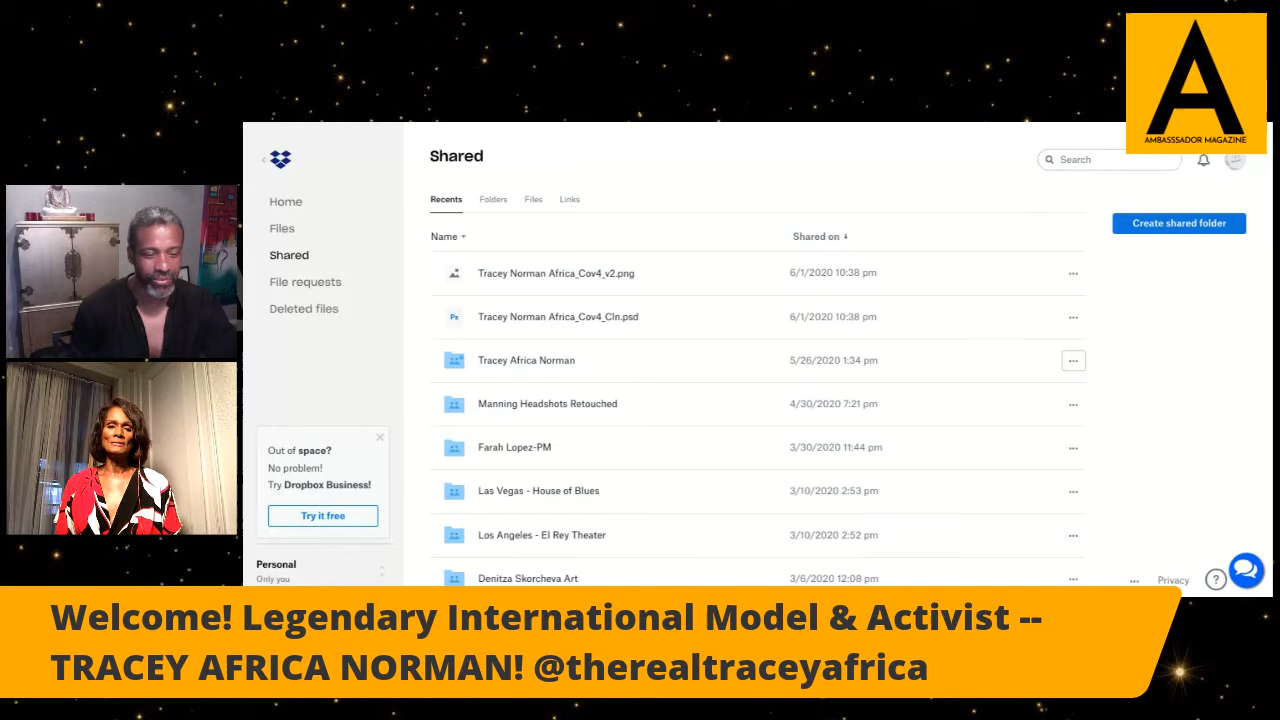 A
AMBASSSADOR MAGAZINE
Shared
Search
Home
Files
Shared
File requests
Deleted files
Recents
Folders
Files
Links
Create shared folder
Name
Shared on
Tracey Norman Africa_Cov4_v2.png
6/1/2020 10:38 pm
Ps
Tracey Norman Africa_Cov4_Cln.psd
6/1/2020 10:38 pm
Tracey Africa Norman
5/26/2020 1:34 pm
Manning Headshots Retouched
4/30/2020 7:21 pm
Farah Lopez-PM
3/30/2020 11:44 pm
Las Vegas - House of Blues
3/10/2020 2:53 pm
Los Angeles - El Rey Theater
3/10/2020 2:52 pm
Denitza Skorcheva Art
3/6/2020 12:08 pm
Out of space?
No problem!
Try Dropbox Business!
Try it free
Personal
Only you
Privacy
?
Welcome! Legendary International Model & Activist --
TRACEY AFRICA NORMAN! @therealtraceyafrica